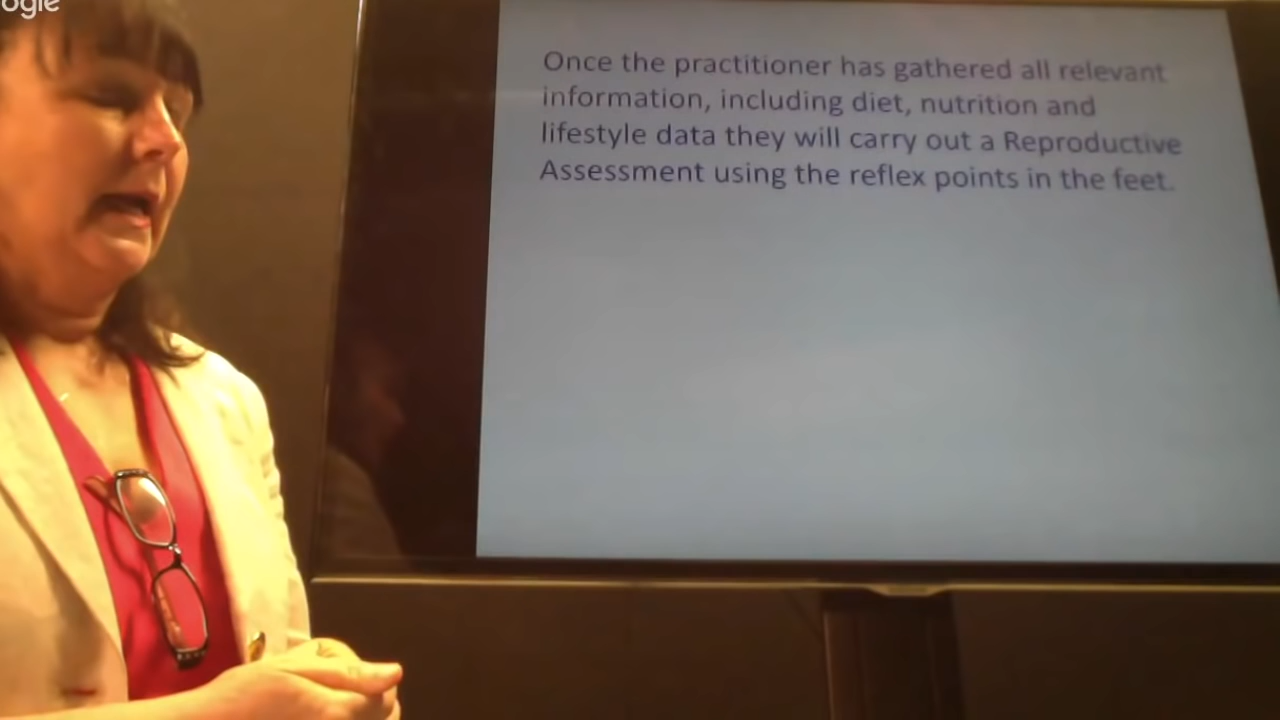 ogle
Once the practitioner has gathered all relevant
information, including diet, nutrition and
lifestyle data they will carry out a Reproductive
Assessment using the reflex points in the feet.